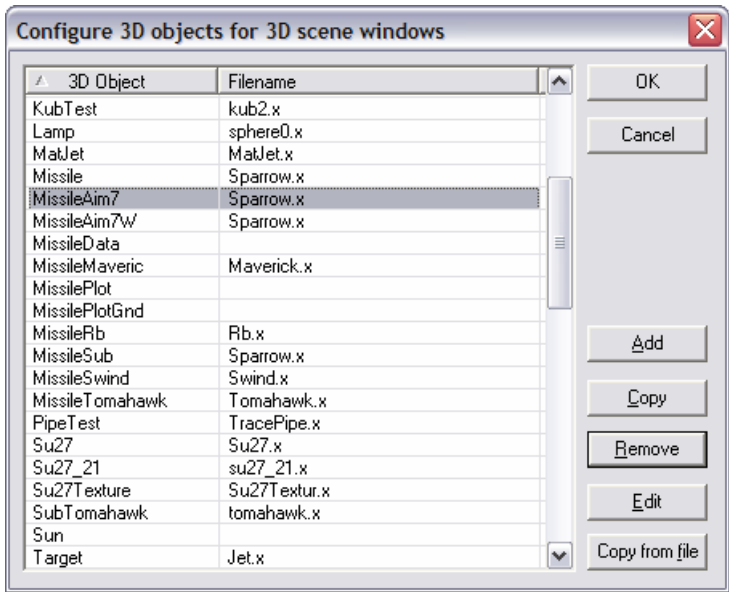 Configure 3D objects for 3D scene windows
3D Object Filename
KubTest kub2.x
Lamp sphere0.x
MatJet MatJet.x
Missile Sparrow.x
MissileAim7 Sparrow.x
MissileAim7W Sparrow.x
MissileData
MissileMaveric Maverick.x
MissilePlot
MissilePlotGnd
MissileRb Rb.x
MissileSub Sparrow.x
MissileSwind Swind.x
MissileTomahawk Tomahawk.x
PipeTest TracePipe.x
Su27 Su27.x
Su27_21 su27_21.x
Su27Texture Su27Textur.x
SubTomahawk tomahawk.x
Sun
Target Jet.x
OK
Cancel
Add
Copy
Remove
Edit
Copy from file